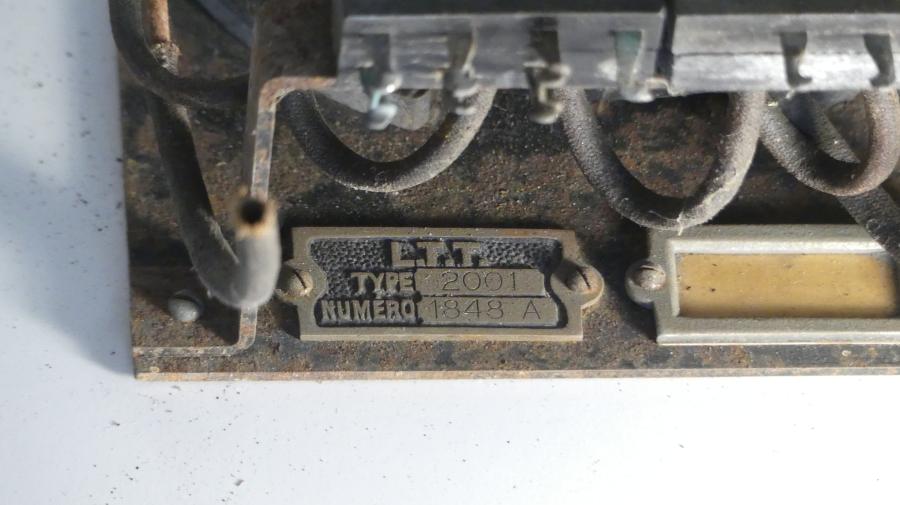 L.T.T.
TYPE 2001
NUMERO 1848 A